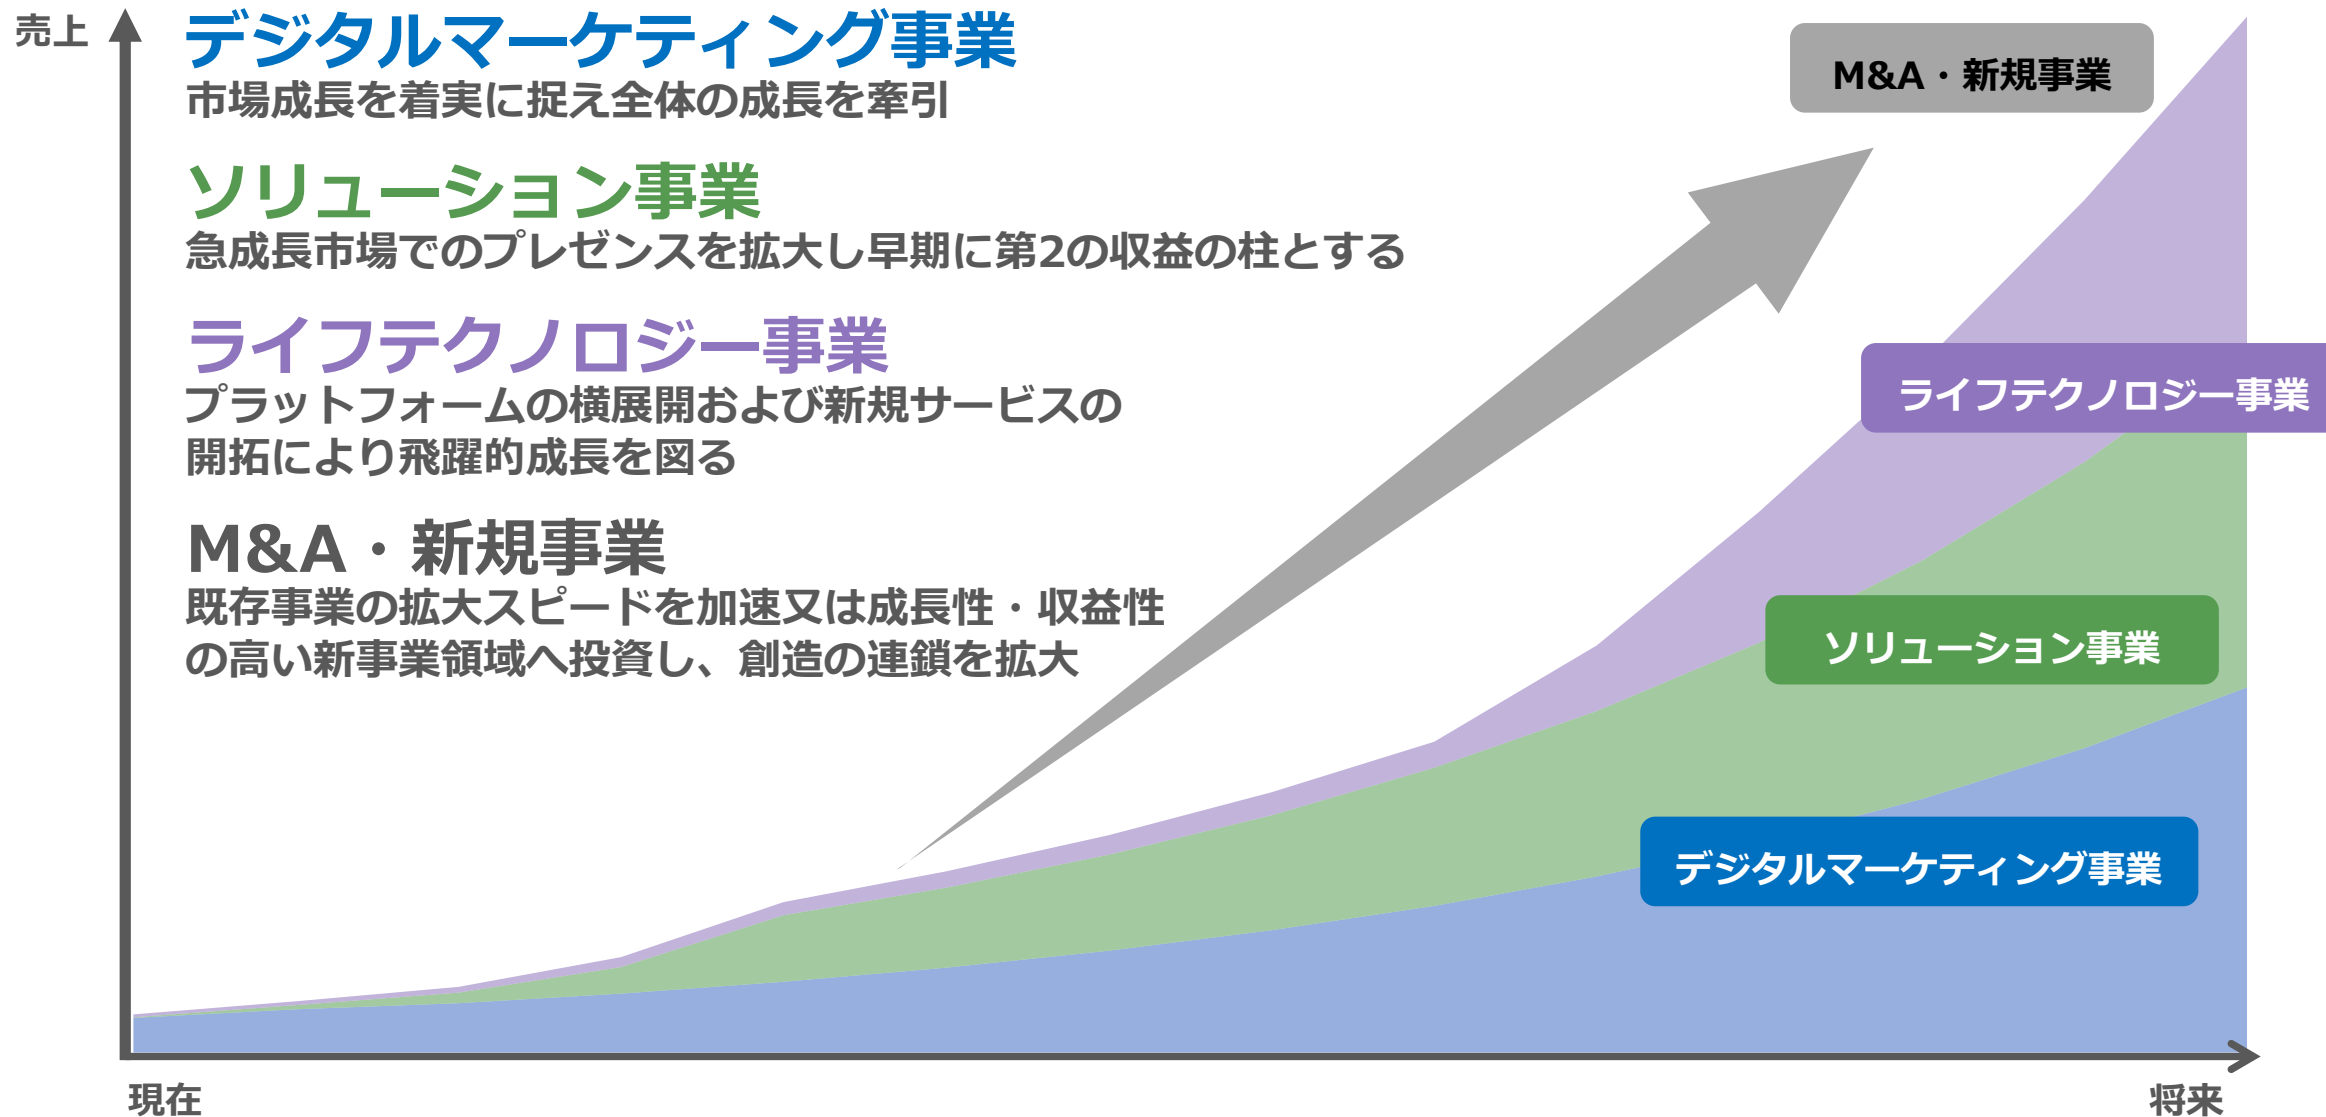 売上
デジタルマーケティング事業
市場成長を着実に捉え全体の成長を牽引
ソリューション事業
急成長市場でのプレゼンスを拡大し早期に第2の収益の柱とする
ライフテクノロジー事業
プラットフォームの横展開および新規サービスの
開拓により飛躍的成長を図る
M&A・新規事業
既存事業の拡大スピードを加速又は成長性・収益性
の高い新事業領域へ投資し、創造の連鎖を拡大
M&A・新規事業
ライフテクノロジー事業
ソリューション事業
デジタルマーケティング事業
現在
将来